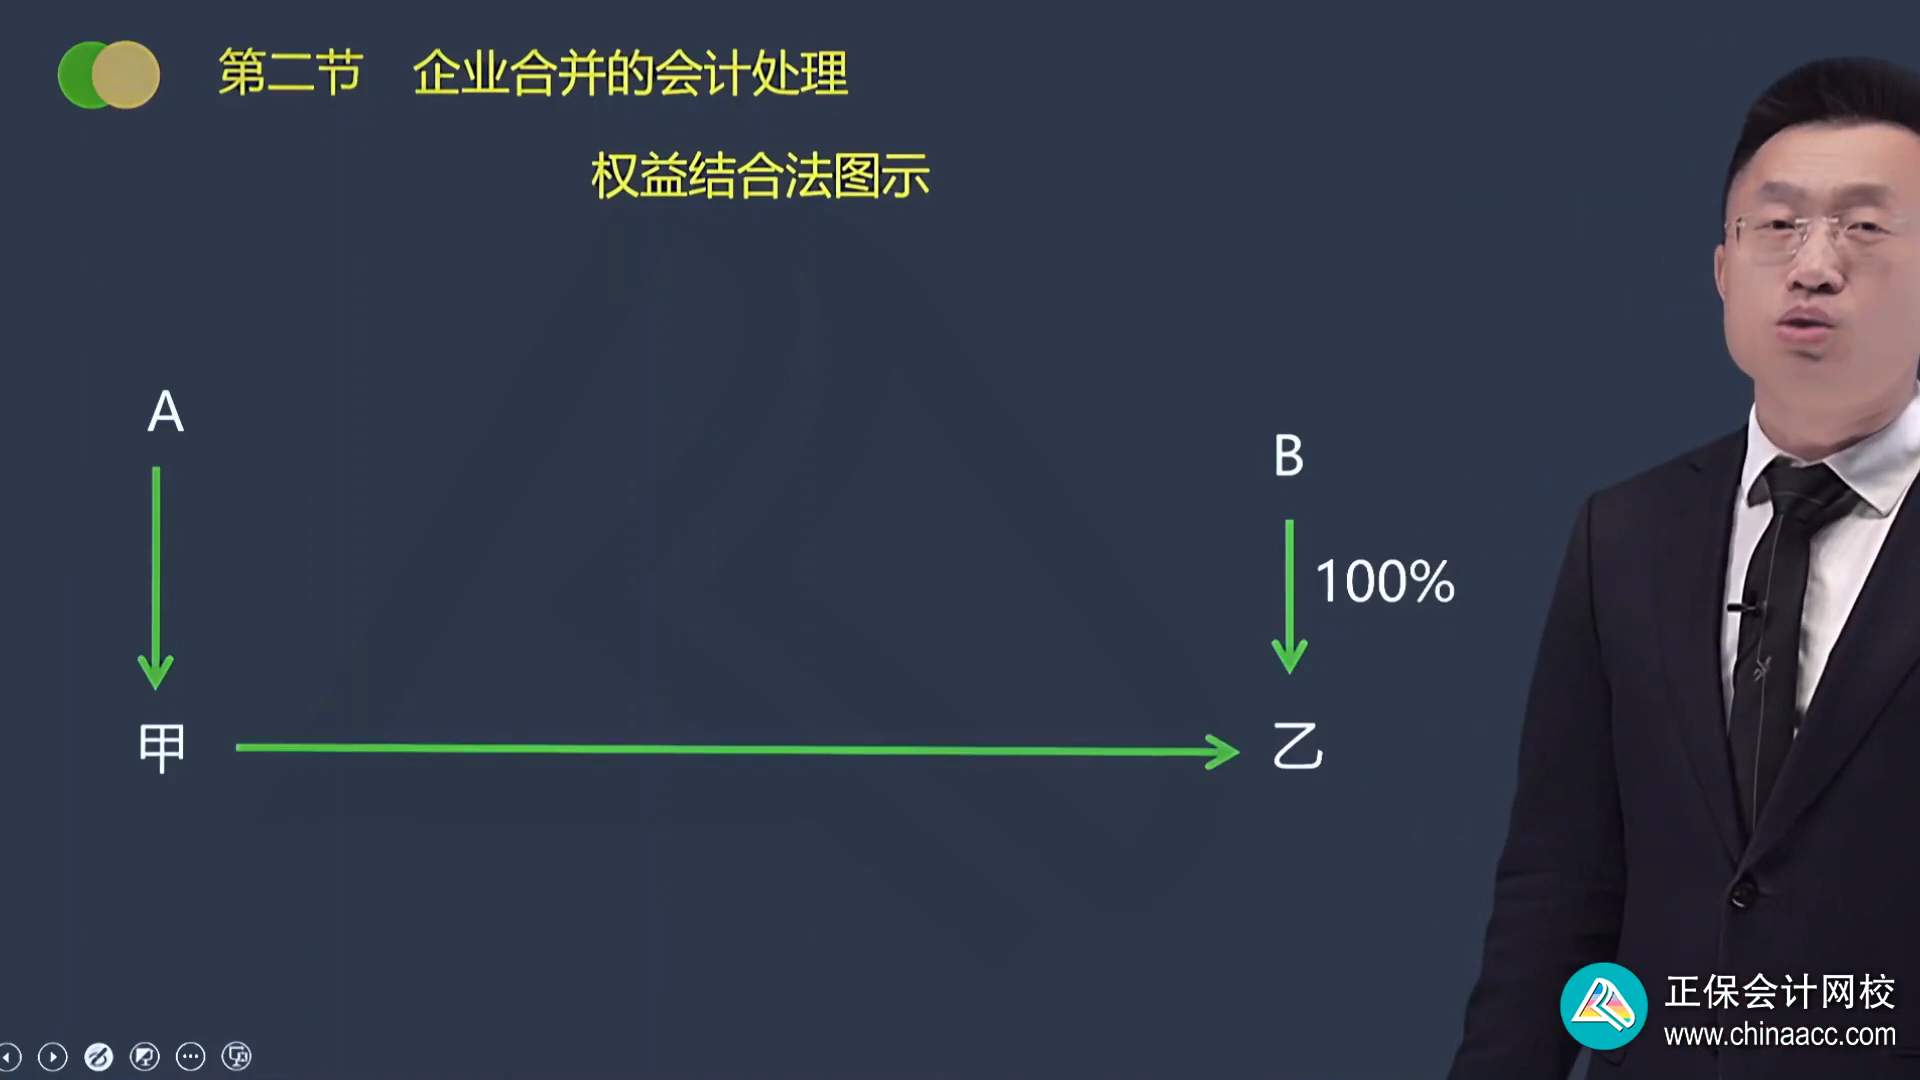 第二节 企业合并的会计处理
权益结合法图示
A
B
100%
甲
乙
正保会计网校
www.chinaacc.com